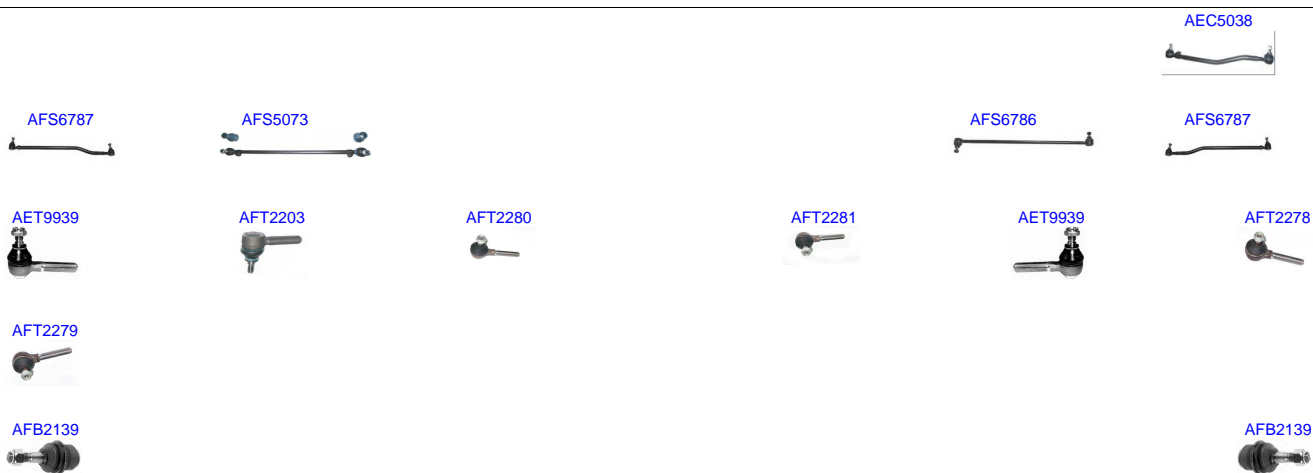 AEC5038
AFS6787 AFS5073 AFS6786 AFS6787
AET9939 AFT2203 AFT2280 AFT2281 AET9939 AFT2278
AFT2279
AFB2139 AFB2139